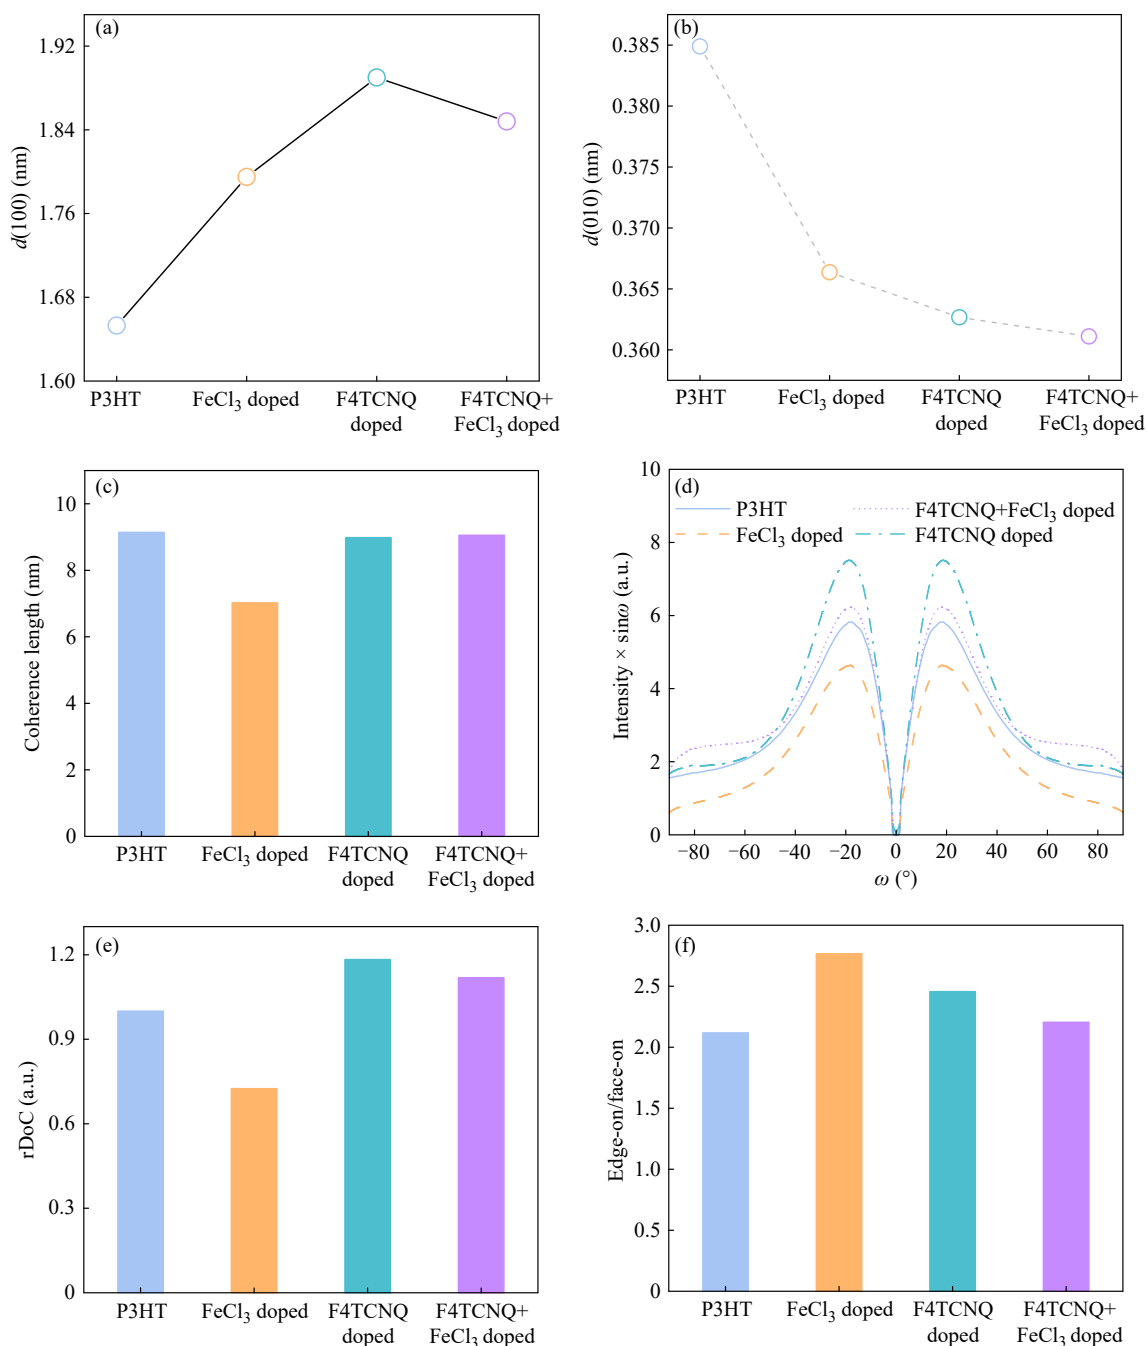 (a)
d(100) (nm)
1.92
1.84
1.76
1.68
1.60
P3HT
FeCl₃ doped
F4TCNQ
doped
F4TCNQ+
FeCl₃ doped
(b)
d(010) (nm)
0.385
0.380
0.375
0.370
0.365
0.360
P3HT
FeCl₃ doped
F4TCNQ
doped
F4TCNQ+
FeCl₃ doped
(c)
Coherence length (nm)
10
8
6
4
2
0
P3HT
FeCl₃ doped
F4TCNQ
doped
F4TCNQ+
FeCl₃ doped
(d)
P3HT
F4TCNQ+FeCl₃ doped
FeCl₃ doped
F4TCNQ doped
Intensity × sinω (a.u.)
10
8
6
4
2
0
−80 −60 −40 −20 0 20 40 60 80
ω (°)
(e)
rDoC (a.u.)
1.2
0.9
0.6
0.3
0
P3HT
FeCl₃ doped
F4TCNQ
doped
F4TCNQ+
FeCl₃ doped
(f)
Edge-on/face-on
3.0
2.5
2.0
1.5
1.0
0.5
0
P3HT
FeCl₃ doped
F4TCNQ
doped
F4TCNQ+
FeCl₃ doped